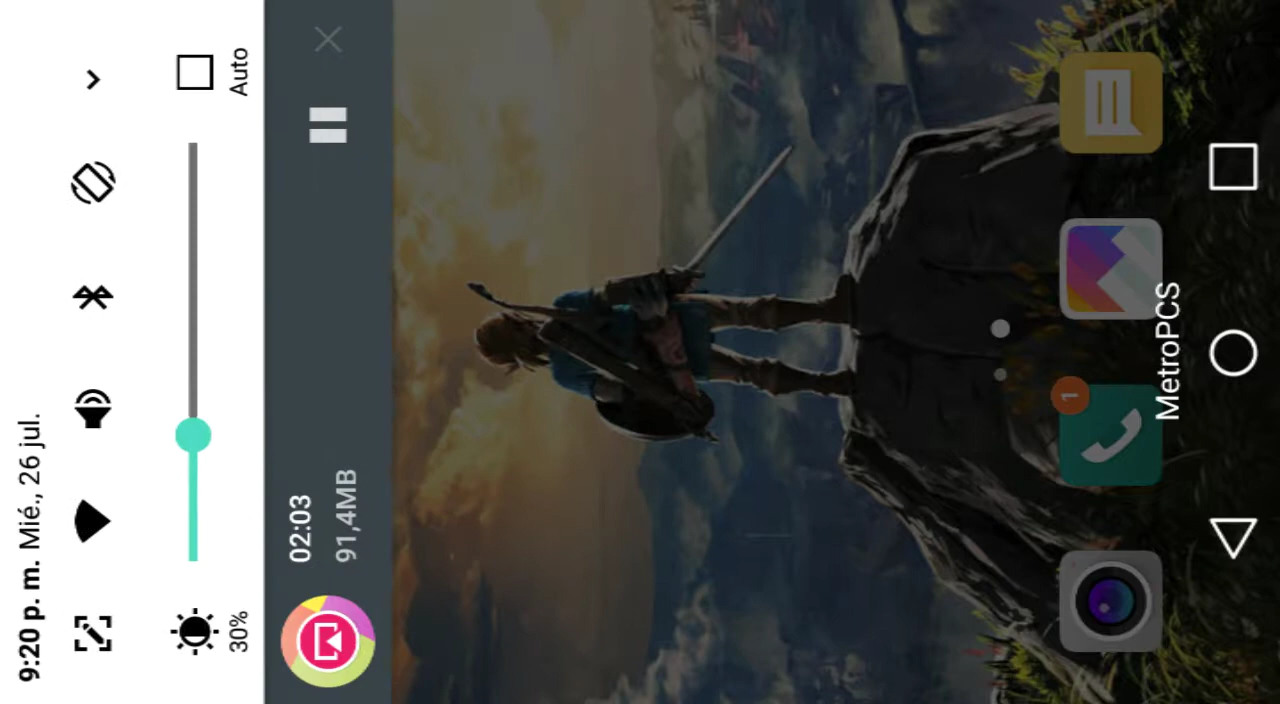 9:20 p. m. Mié., 26 jul.
30%
Auto
02:03
91,4MB
1
MetroPCS